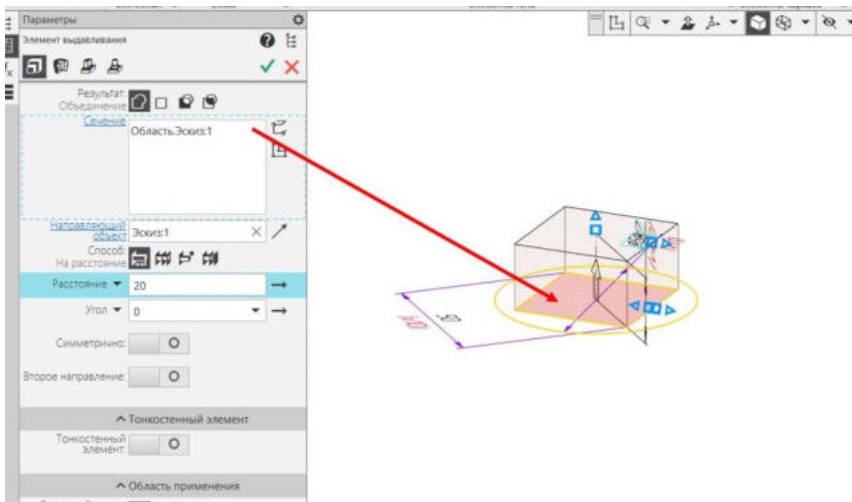 Параметры
Элемент выдавливания
Результат:
Объединение
Сечение
Область.Эскиз:1
Направляющий
объект
Эскиз:1
Способ:
На расстояние
Расстояние
20
Угол
0
Симметрично:
Второе направление:
Тонкостенный элемент
Тонкостенный
элемент:
Область применения